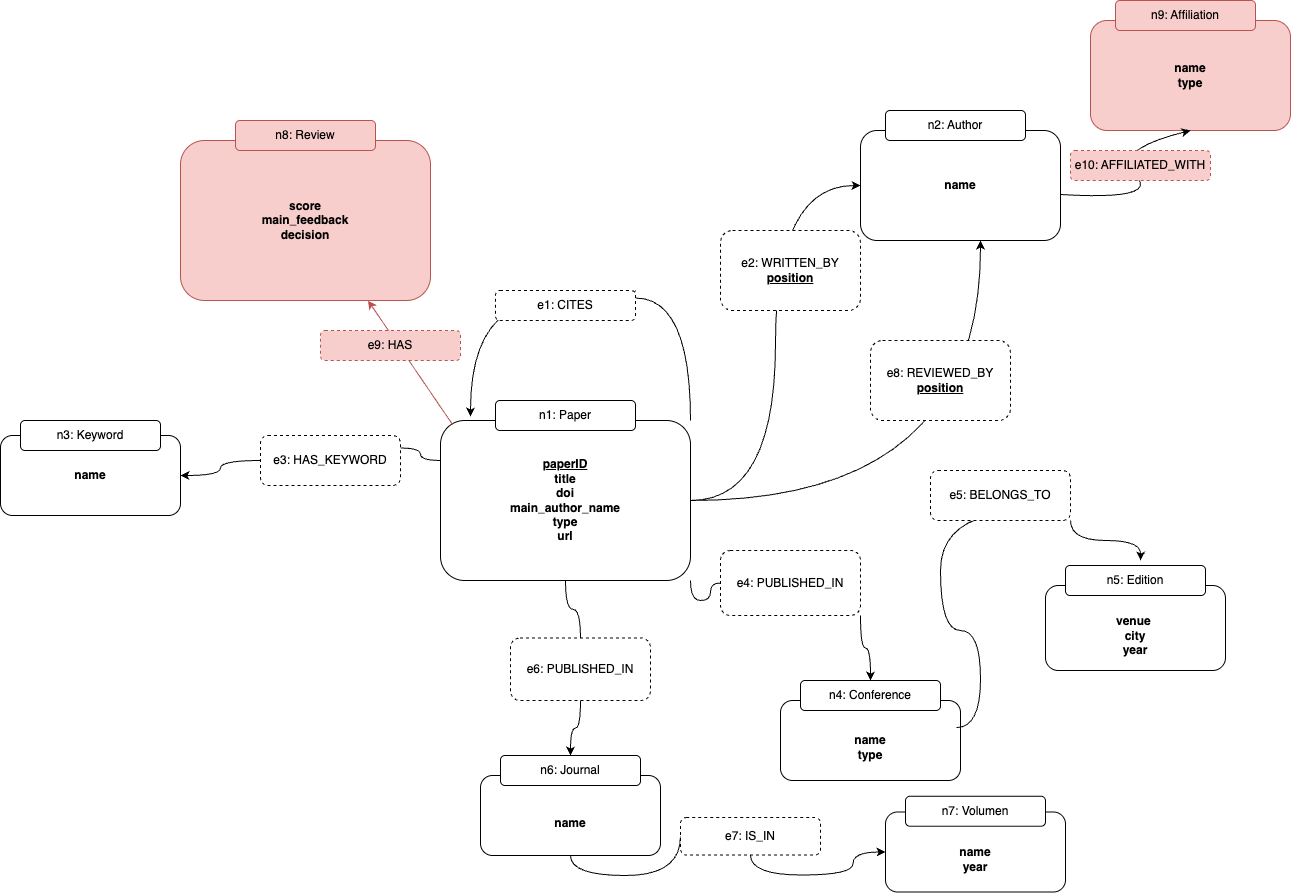 n9: Affiliation
name
type
n2: Author
name
e10: AFFILIATED_WITH
n8: Review
score
main_feedback
decision
e2: WRITTEN_BY
position
e1: CITES
e9: HAS
e8: REVIEWED_BY
position
n1: Paper
paperID
title
doi
main_author_name
type
url
n3: Keyword
name
e3: HAS_KEYWORD
e5: BELONGS_TO
e4: PUBLISHED_IN
n5: Edition
venue
city
year
e6: PUBLISHED_IN
n4: Conference
name
type
n6: Journal
name
e7: IS_IN
n7: Volumen
name
year